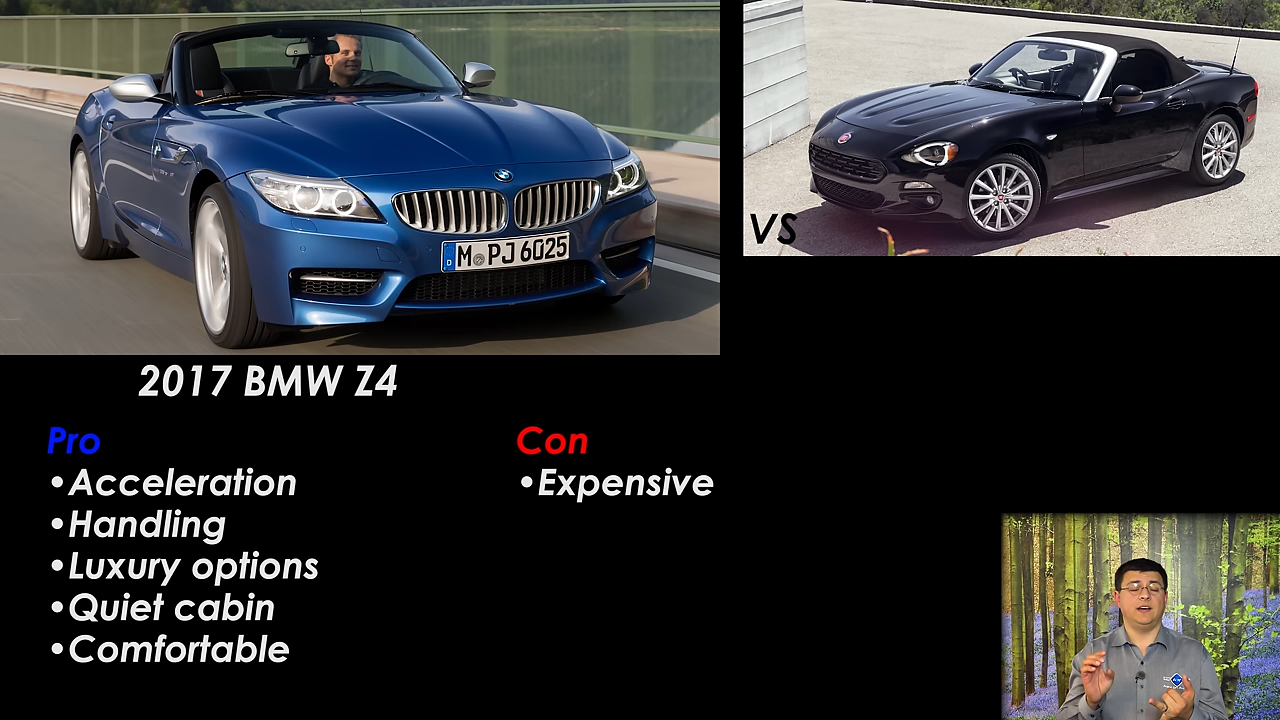 M PJ 6025
VS
2017 BMW Z4
Pro
•Acceleration
•Handling
•Luxury options
•Quiet cabin
•Comfortable
Con
•Expensive